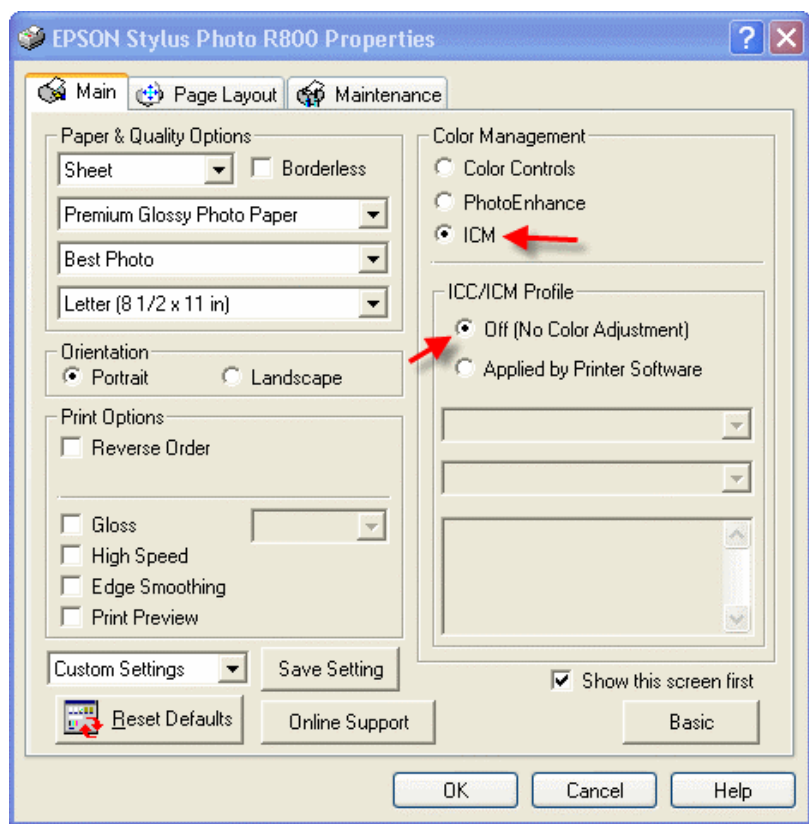 EPSON Stylus Photo R800 Properties
Main
Page Layout
Maintenance
Paper & Quality Options
Sheet
Borderless
Premium Glossy Photo Paper
Best Photo
Letter (8 1/2 x 11 in)
Orientation
Portrait
Landscape
Print Options
Reverse Order
Gloss
High Speed
Edge Smoothing
Print Preview
Color Management
Color Controls
PhotoEnhance
ICM
ICC/ICM Profile
Off (No Color Adjustment)
Applied by Printer Software
Custom Settings
Save Setting
Show this screen first
Reset Defaults
Online Support
Basic
OK
Cancel
Help